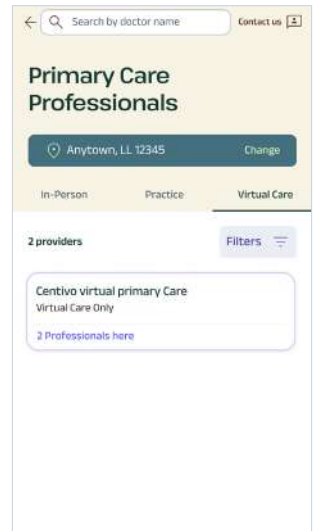 Search by doctor name
Contact us
Primary Care
Professionals
Anytown, LL 12345
Change
In-Person
Practice
Virtual Care
2 providers
Filters
Centivo virtual primary Care
Virtual Care Only
2 Professionals here